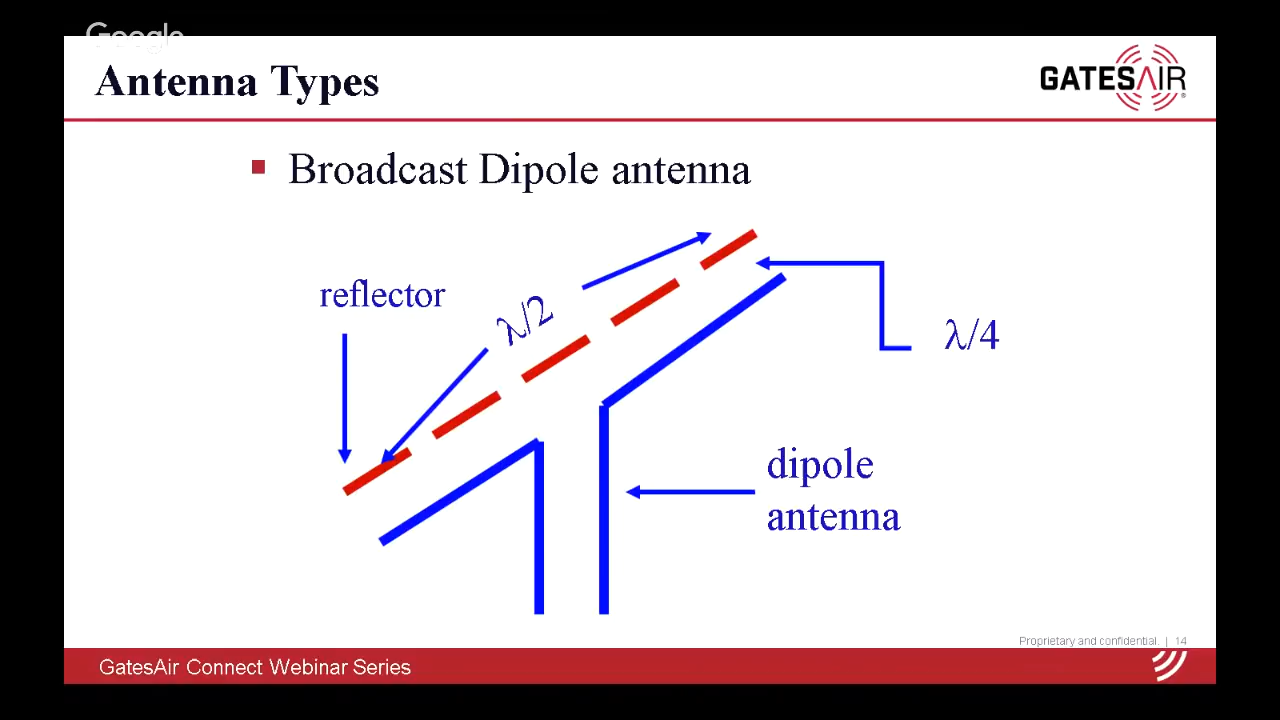 Google
Antenna Types
GATESAIR
Broadcast Dipole antenna
reflector
λ/2
λ/4
dipole
antenna
Proprietary and confidential. | 14
GatesAir Connect Webinar Series